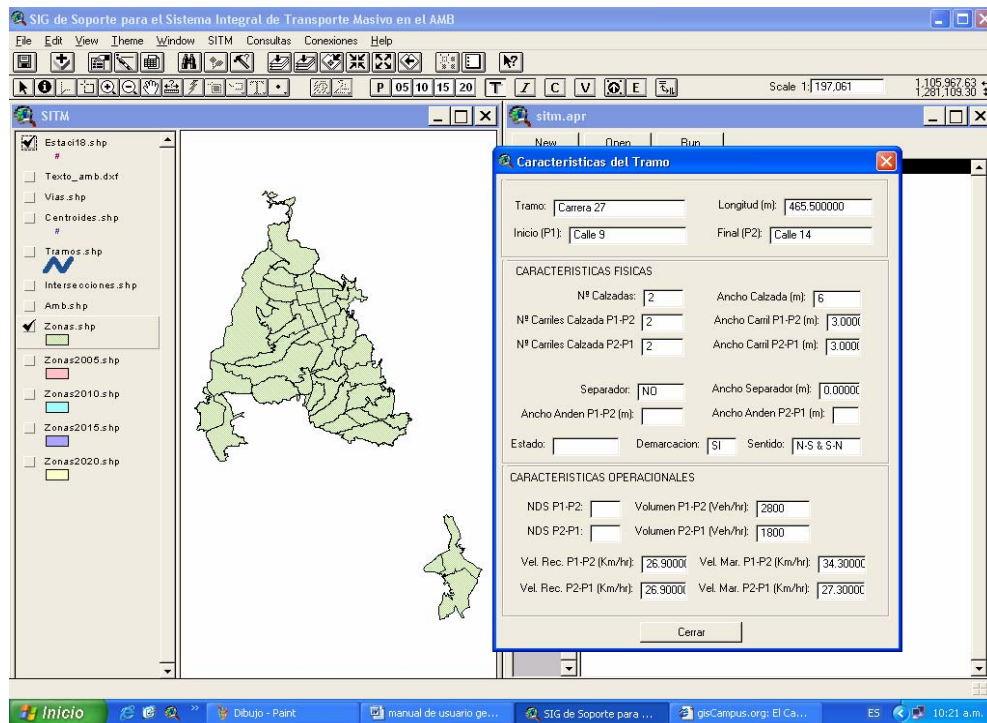 SIG de Soporte para el Sistema Integral de Transporte Masivo en el AMB
File Edit View Theme Window SITM Consultas Conexiones Help
P 05 10 15 20 T I C V E Scale 1: 197,061 1,105,967.63
1,281,109.30
SITM
Estaci18.shp
Texto_amb.dxf
Vias.shp
Centroides.shp
Tramos.shp
Intersecciones.shp
Amb.shp
Zonas.shp
Zonas2005.shp
Zonas2010.shp
Zonas2015.shp
Zonas2020.shp
sitm.apr
New Open Run
Caracteristicas del Tramo
Tramo: Carrera 27 Longitud (m): 465.500000
Inicio (P1): Calle 9 Final (P2): Calle 14
CARACTERISTICAS FISICAS
Nº Calzadas: 2 Ancho Calzada (m): 6
Nº Carriles Calzada P1-P2 2 Ancho Carril P1-P2 (m): 3.0000
Nº Carriles Calzada P2-P1 2 Ancho Carril P2-P1 (m): 3.0000
Separador: NO Ancho Separador (m): 0.00000
Ancho Anden P1-P2 (m): Ancho Anden P2-P1 (m):
Estado: Demarcacion: SI Sentido: N-S & S-N
CARACTERISTICAS OPERACIONALES
NDS P1-P2: Volumen P1-P2 (Veh/hr): 2800
NDS P2-P1: Volumen P2-P1 (Veh/hr): 1800
Vel. Rec. P1-P2 (Km/hr): 26.90000 Vel. Mar. P1-P2 (Km/hr): 34.30000
Vel. Rec. P2-P1 (Km/hr): 26.90000 Vel. Mar. P2-P1 (Km/hr): 27.30000
Cerrar
Inicio Dibujo - Paint manual de usuario ge... SIG de Soporte para ... gisCampus.org: El Ca... ES 10:21 a.m.